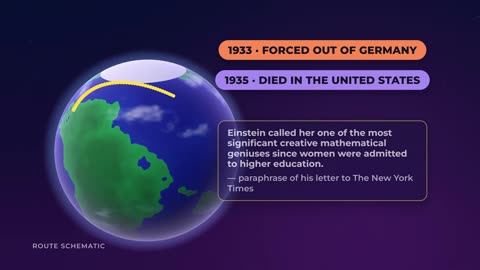 1933 · FORCED OUT OF GERMANY
1935 · DIED IN THE UNITED STATES
Einstein called her one of the most
significant creative mathematical
geniuses since women were admitted
to higher education.
— paraphrase of his letter to The New York
Times
ROUTE SCHEMATIC